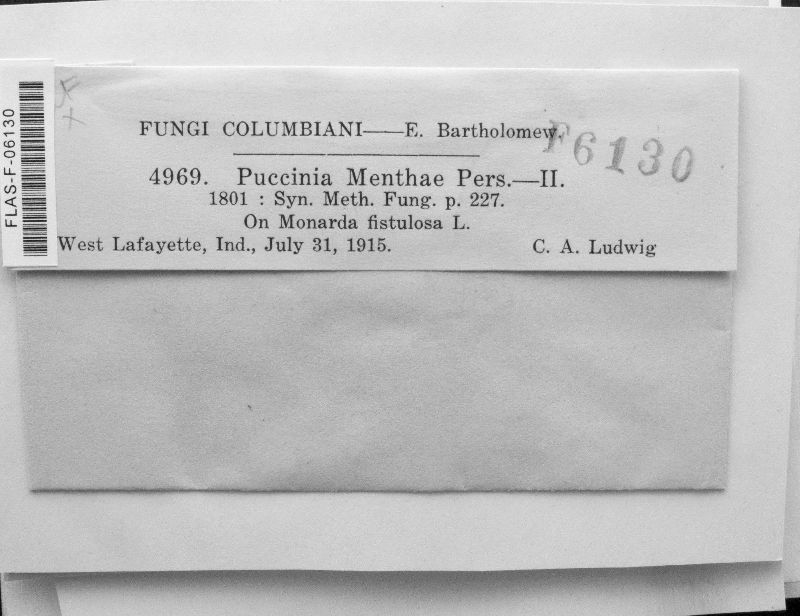 FLAS-F-06130
FUNGI COLUMBIANI——E. Bartholomew.
F6130
4969. Puccinia Menthae Pers.—II.
1801 : Syn. Meth. Fung. p. 227.
On Monarda fistulosa L.
West Lafayette, Ind., July 31, 1915. C. A. Ludwig